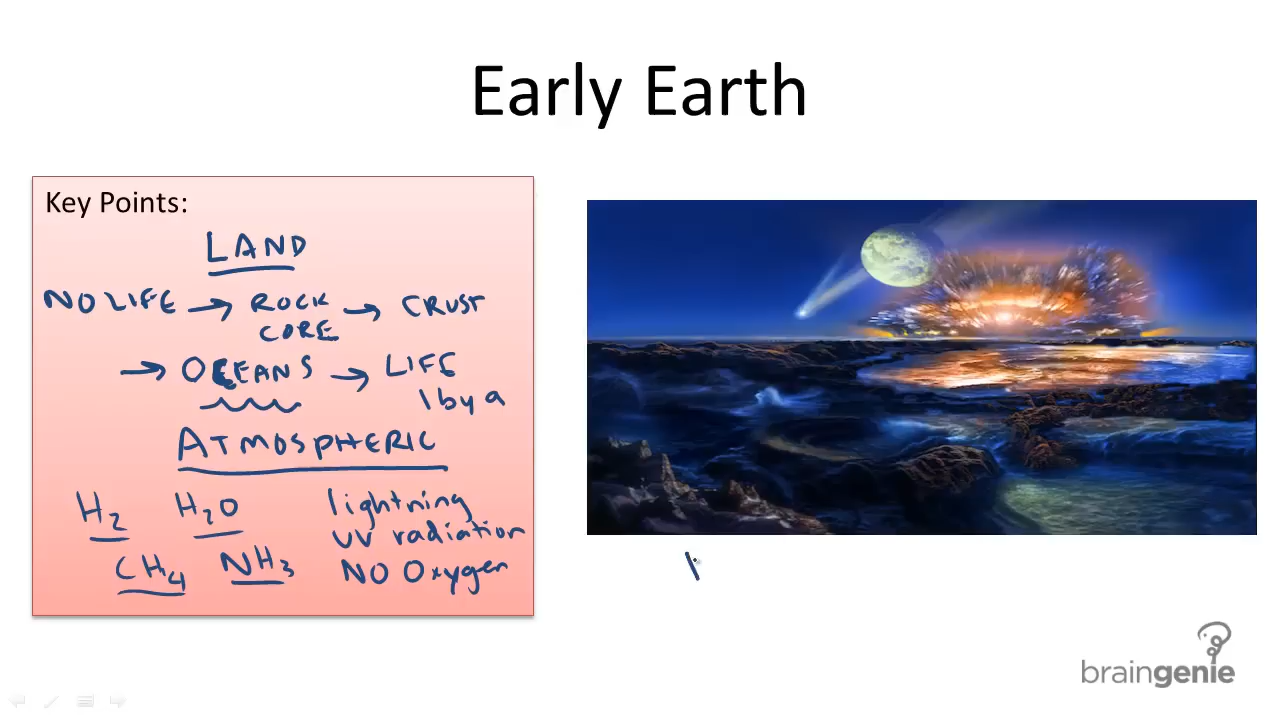 Early Earth
Key Points:
LAND
NO LIFE → ROCK CORE → CRUST
→ OCEANS → LIFE
1 by a
ATMOSPHERIC
H2 H2O lightning
UV radiation
CH4 NH3 NO Oxygen
braingenie